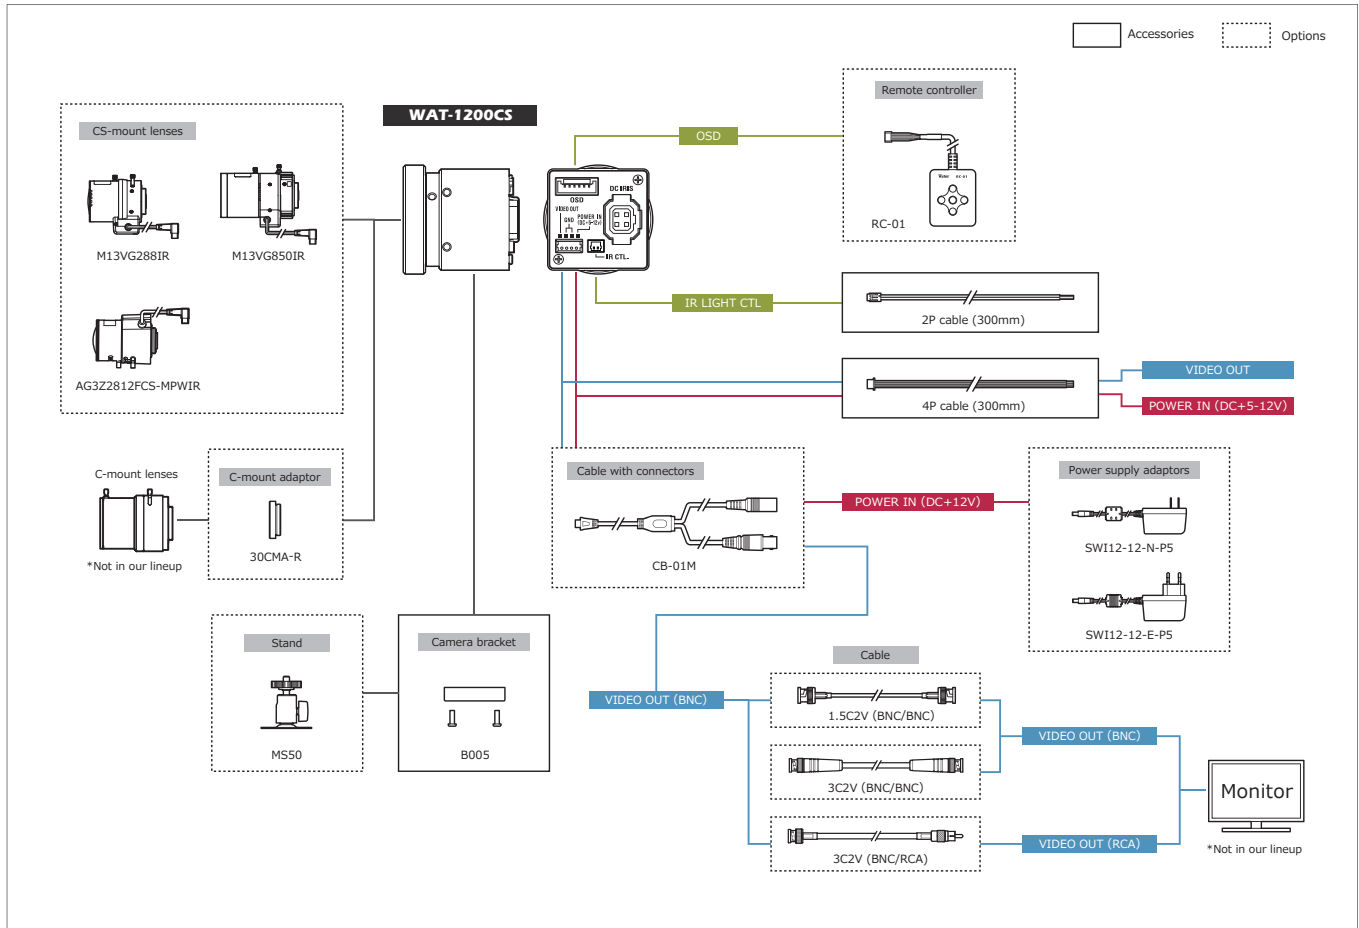 Accessories
Options
WAT-1200CS
CS-mount lenses
M13VG288IR
M13VG850IR
AG3Z2812FCS-MPWIR
C-mount lenses
*Not in our lineup
C-mount adaptor
30CMA-R
Stand
MS50
Camera bracket
B005
OSD
DC IRIS
OSD
VIDEO OUT
GND
POWER IN
(DC+5-12V)
IR CTL.
Remote controller
Watec RC-01
RC-01
IR LIGHT CTL
2P cable (300mm)
4P cable (300mm)
VIDEO OUT
POWER IN (DC+5-12V)
Cable with connectors
CB-01M
POWER IN (DC+12V)
Power supply adaptors
SWI12-12-N-P5
SWI12-12-E-P5
VIDEO OUT (BNC)
Cable
1.5C2V (BNC/BNC)
3C2V (BNC/BNC)
3C2V (BNC/RCA)
VIDEO OUT (BNC)
VIDEO OUT (RCA)
Monitor
*Not in our lineup